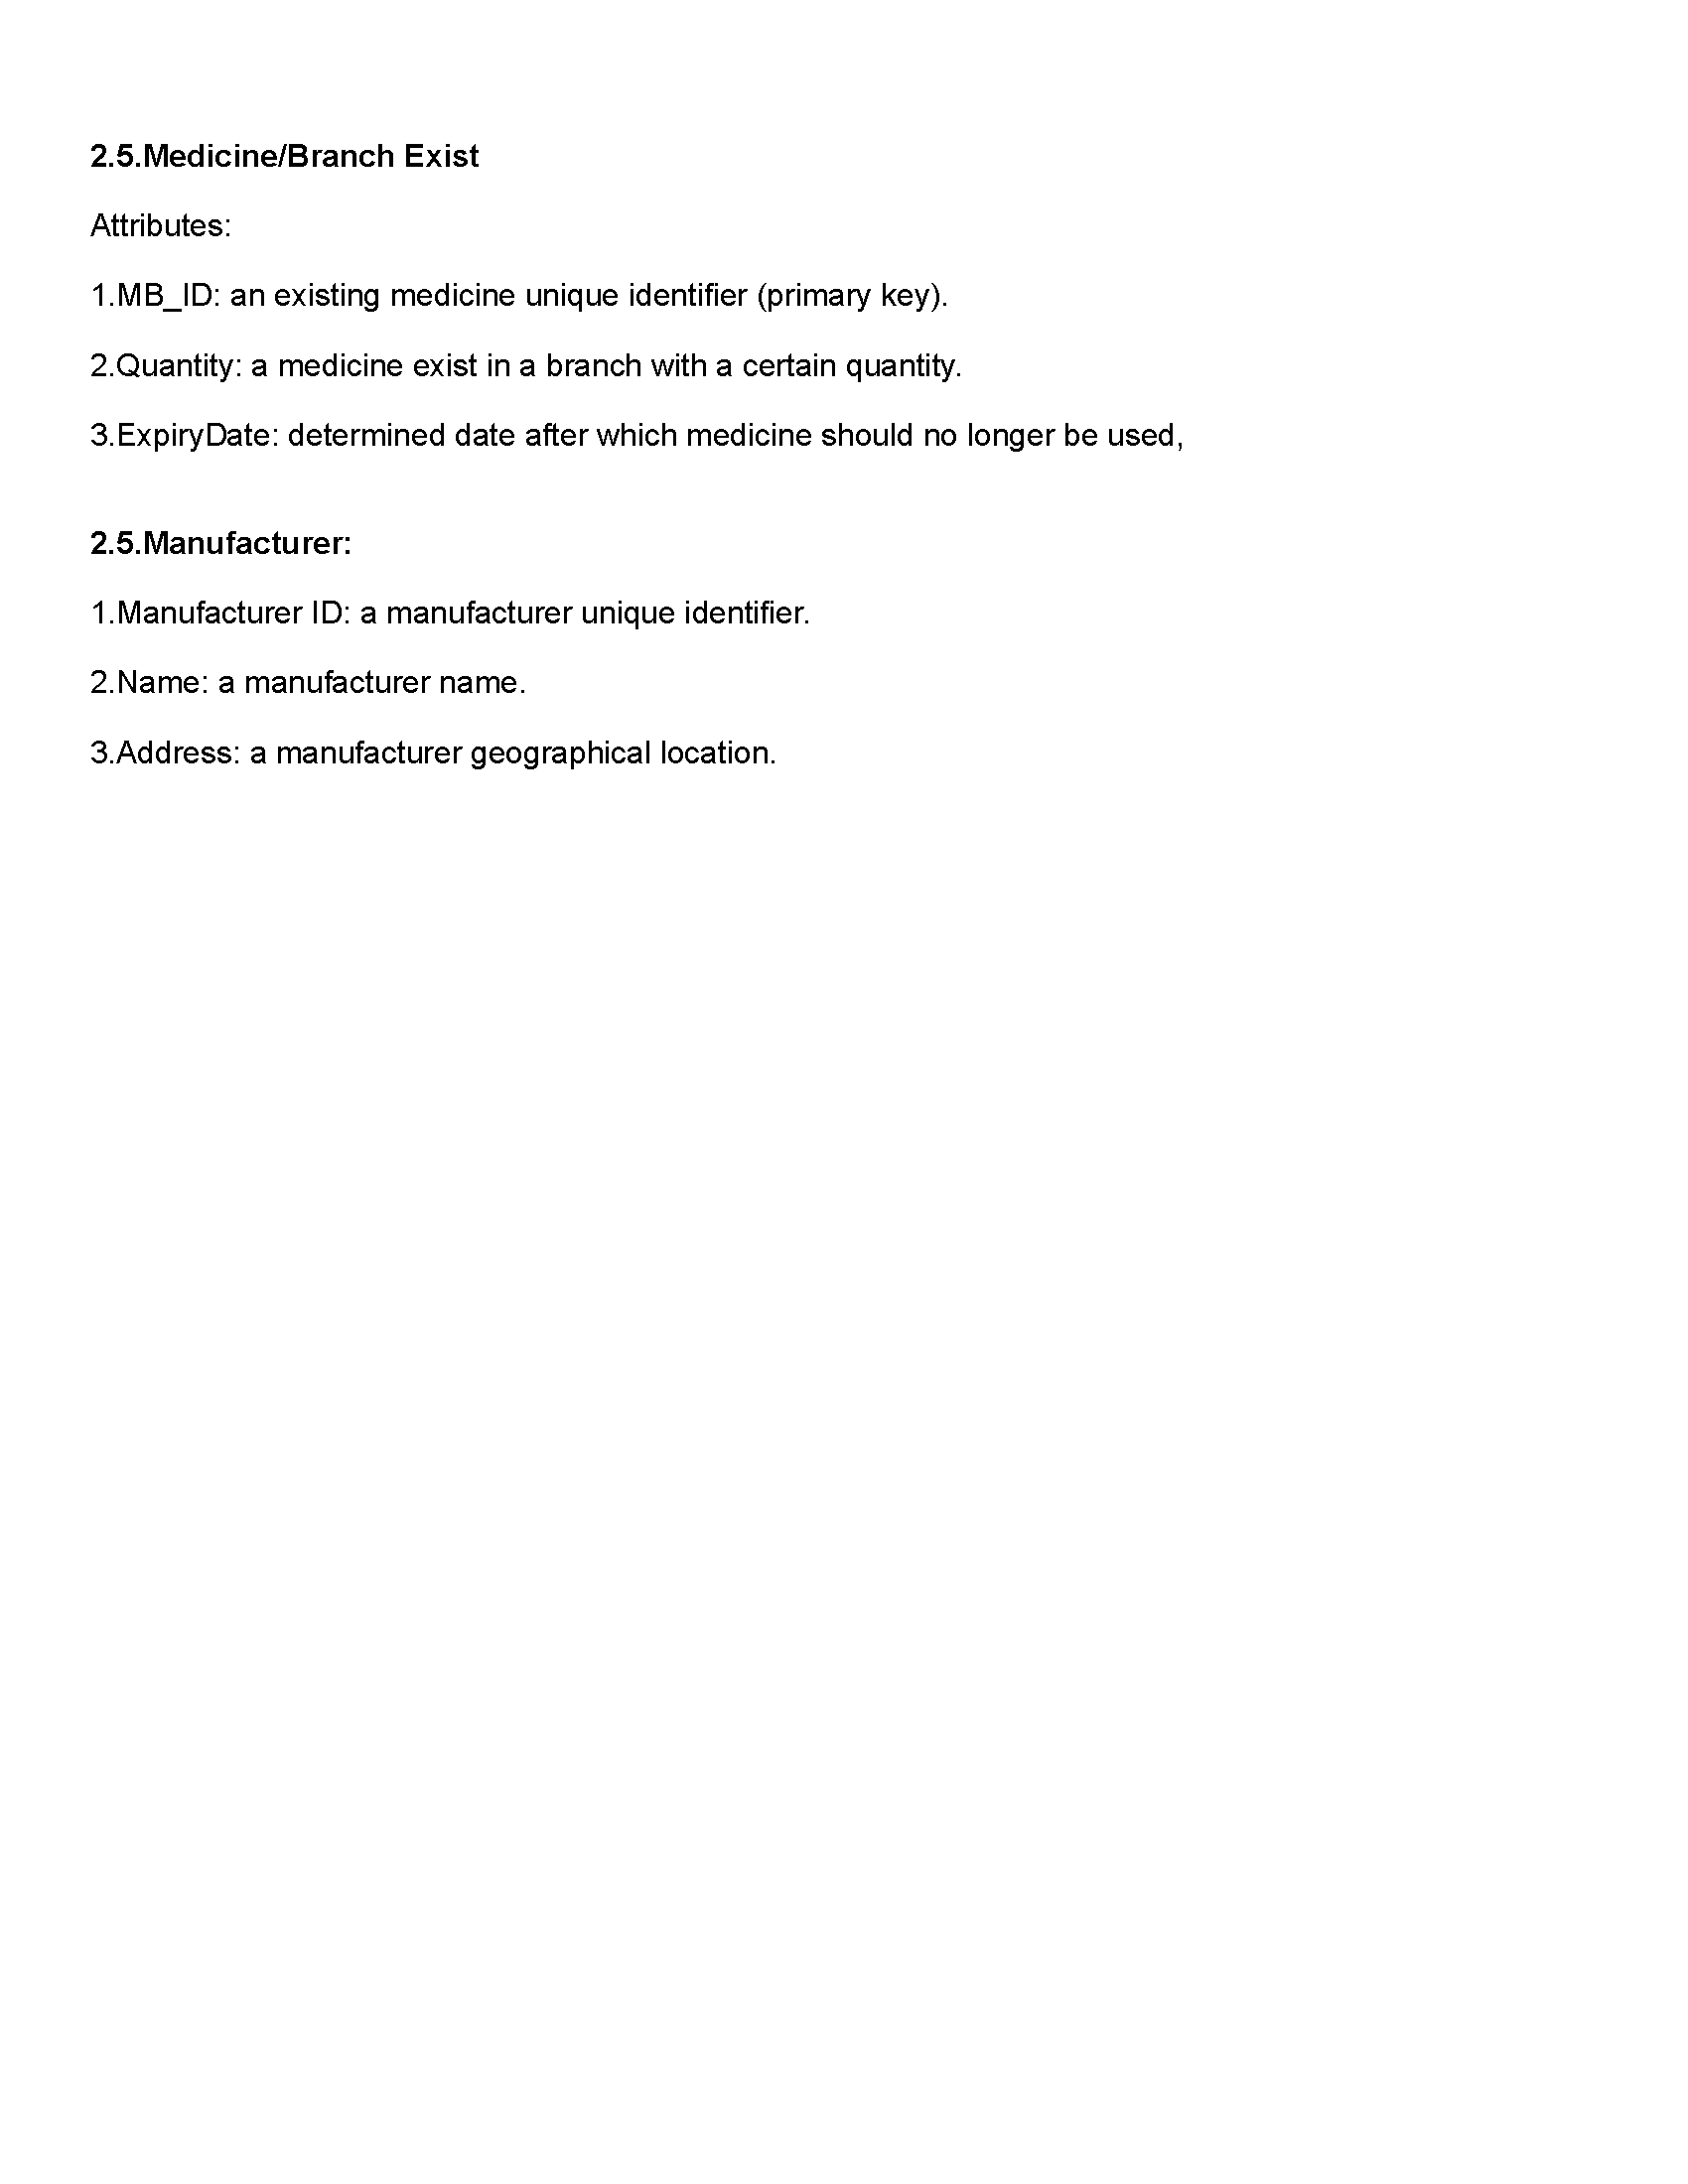 2.5.Medicine/Branch Exist
Attributes:
1.MB_ID: an existing medicine unique identifier (primary key).
2.Quantity: a medicine exist in a branch with a certain quantity.
3.ExpiryDate: determined date after which medicine should no longer be used,
2.5.Manufacturer:
1.Manufacturer ID: a manufacturer unique identifier.
2.Name: a manufacturer name.
3.Address: a manufacturer geographical location.